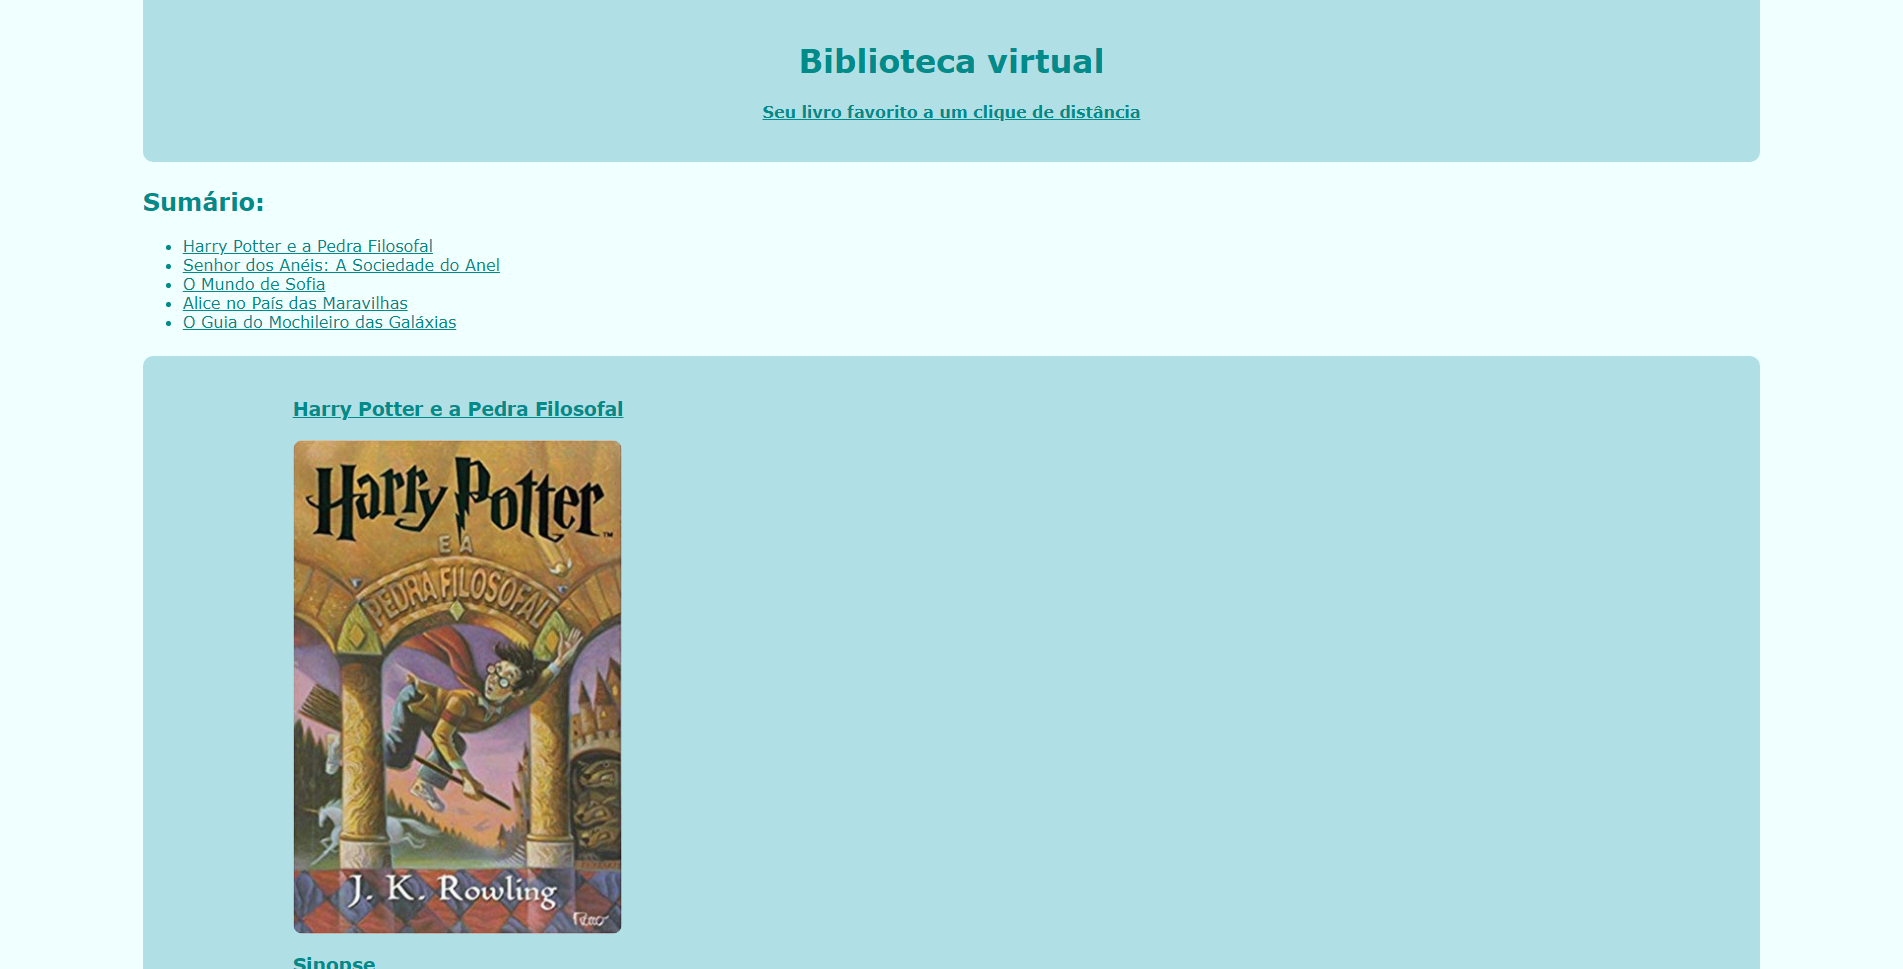 Biblioteca virtual
Seu livro favorito a um clique de distância
Sumário:
Harry Potter e a Pedra Filosofal
Senhor dos Anéis: A Sociedade do Anel
O Mundo de Sofia
Alice no País das Maravilhas
O Guia do Mochileiro das Galáxias
Harry Potter e a Pedra Filosofal
Harry Potter™
E A
PEDRA FILOSOFAL
J. K. Rowling
Sinopse